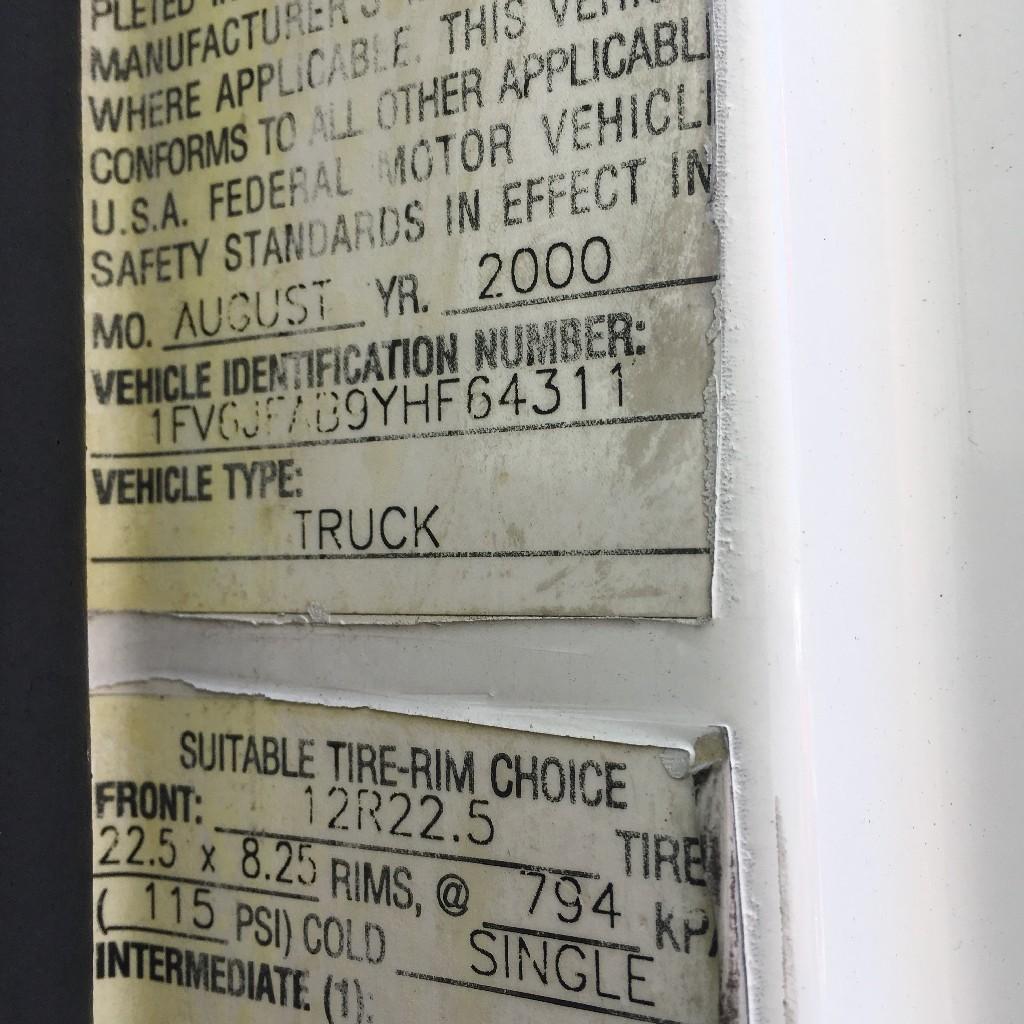 MANUFACTURER'S
WHERE APPLICABLE. THIS
CONFORMS TO ALL OTHER APPLICABL
U.S.A. FEDERAL MOTOR VEHICL
SAFETY STANDARDS IN EFFECT IN
MO. AUGUST YR. 2000
VEHICLE IDENTIFICATION NUMBER:
VEHICLE TYPE:
TRUCK
SUITABLE TIRE-RIM CHOICE
FRONT: 12R22.5 TIRE
22.5 x 8.25 RIMS, @ 794 KP
( 115 PSI) COLD SINGLE
INTERMEDIATE (1):